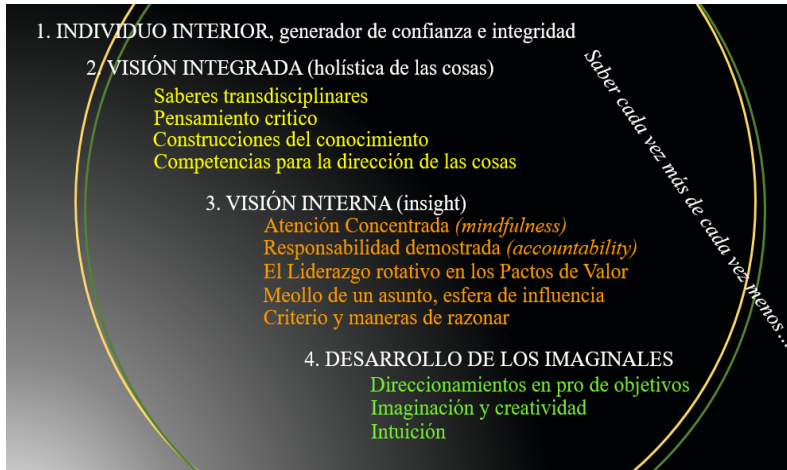 1. INDIVIDUO INTERIOR, generador de confianza e integridad
2. VISIÓN INTEGRADA (holística de las cosas)
Saberes transdisciplinares
Pensamiento critico
Construcciones del conocimiento
Competencias para la dirección de las cosas
3. VISIÓN INTERNA (insight)
Atención Concentrada (mindfulness)
Responsabilidad demostrada (accountability)
El Liderazgo rotativo en los Pactos de Valor
Meollo de un asunto, esfera de influencia
Criterio y maneras de razonar
4. DESARROLLO DE LOS IMAGINALES
Direccionamientos en pro de objetivos
Imaginación y creatividad
Intuición
Saber cada vez más de cada vez menos ...